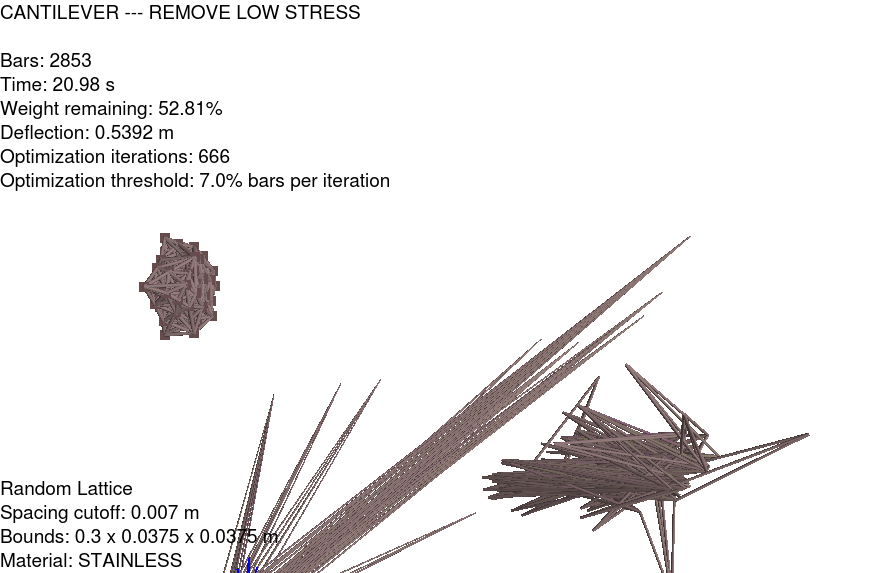 CANTILEVER --- REMOVE LOW STRESS
Bars: 2853
Time: 20.98 s
Weight remaining: 52.81%
Deflection: 0.5392 m
Optimization iterations: 666
Optimization threshold: 7.0% bars per iteration
Random Lattice
Spacing cutoff: 0.007 m
Bounds: 0.3 x 0.0375 x 0.0375 m
Material: STAINLESS